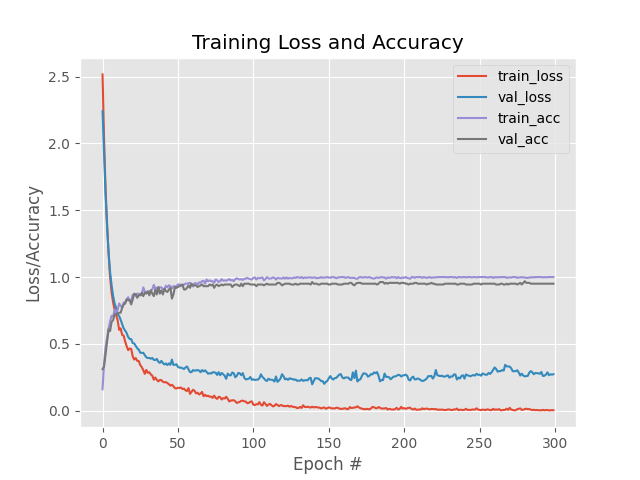 Training Loss and Accuracy
train_loss
val_loss
train_acc
val_acc
Loss/Accuracy
2.5
2.0
1.5
1.0
0.5
0.0
0 50 100 150 200 250 300
Epoch #